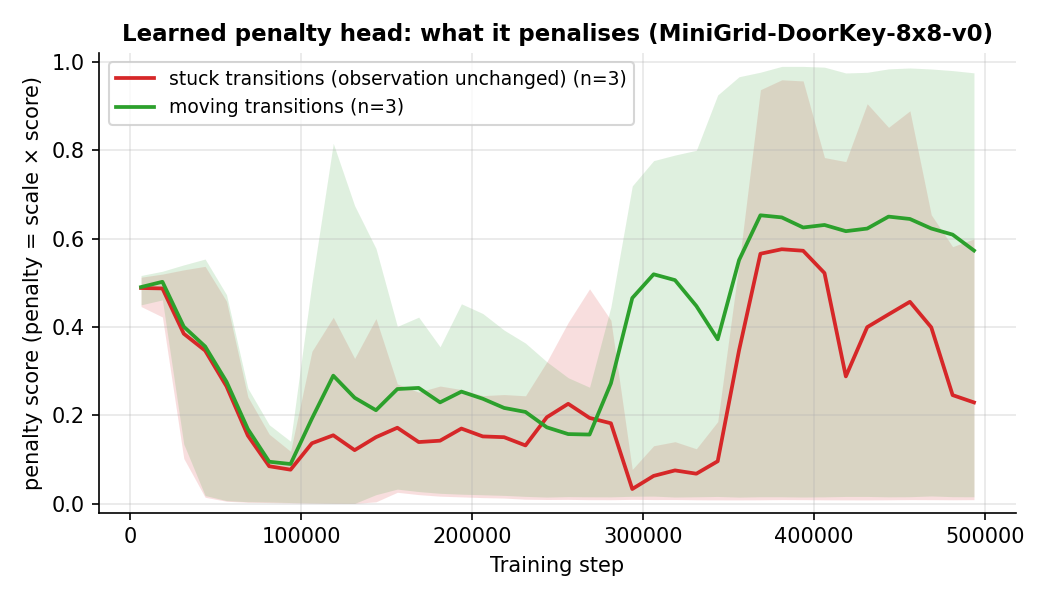 Learned penalty head: what it penalises (MiniGrid-DoorKey-8x8-v0)
penalty score (penalty = scale × score)
stuck transitions (observation unchanged) (n=3)
moving transitions (n=3)
1.0
0.8
0.6
0.4
0.2
0.0
0 100000 200000 300000 400000 500000
Training step